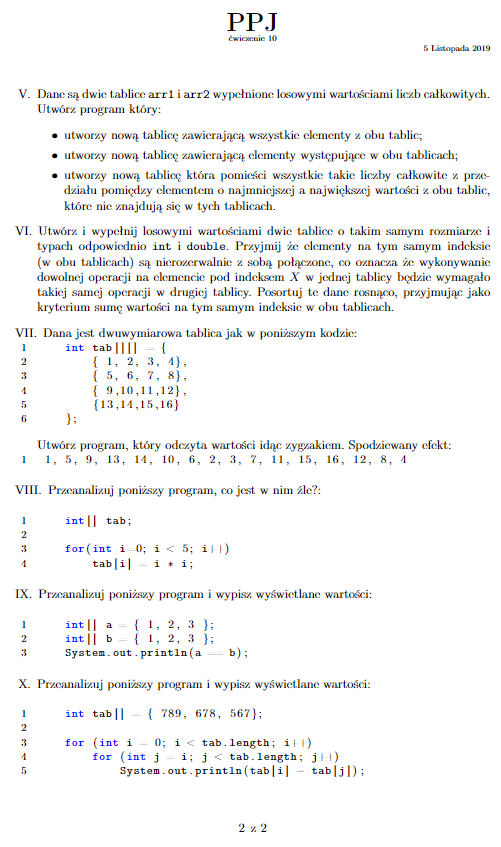 PPJ
ćwiczenie 10
5 Listopada 2019
V. Dane są dwie tablice arr1 i arr2 wypełnione losowymi wartościami liczb całkowitych.
Utwórz program który:
• utworzy nową tablicę zawierającą wszystkie elementy z obu tablic;
• utworzy nową tablicę zawierającą elementy występujące w obu tablicach;
• utworzy nową tablicę która pomieści wszystkie takie liczby całkowite z prze-
działu pomiędzy elementem o najmniejszej a największej wartości z obu tablic,
które nie znajdują się w tych tablicach.
VI. Utwórz i wypełnij losowymi wartościami dwie tablice o takim samym rozmiarze i
typach odpowiednio int i double. Przyjmij że elementy na tym samym indeksie
(w obu tablicach) są nierozerwalnie z sobą połączone, co oznacza że wykonywanie
dowolnej operacji na elemencie pod indeksem X w jednej tablicy będzie wymagało
takiej samej operacji w drugiej tablicy. Posortuj te dane rosnąco, przyjmując jako
kryterium sumę wartości na tym samym indeksie w obu tablicach.
VII. Dana jest dwuwymiarowa tablica jak w poniższym kodzie:
1 int tab[][] = {
2 { 1, 2, 3, 4},
3 { 5, 6, 7, 8},
4 { 9,10,11,12},
5 {13,14,15,16}
6 };
Utwórz program, który odczyta wartości idąc zygzakiem. Spodziewany efekt:
1 1, 5, 9, 13, 14, 10, 6, 2, 3, 7, 11, 15, 16, 12, 8, 4
VIII. Przeanalizuj poniższy program, co jest w nim źle?:
1 int[] tab;
2
3 for(int i=0; i < 5; i++)
4 tab[i] = i * i;
IX. Przeanalizuj poniższy program i wypisz wyświetlane wartości:
1 int[] a = { 1, 2, 3 };
2 int[] b = { 1, 2, 3 };
3 System.out.println(a == b);
X. Przeanalizuj poniższy program i wypisz wyświetlane wartości:
1 int tab[] = { 789, 678, 567};
2
3 for (int i = 0; i < tab.length; i++)
4 for (int j = i; j < tab.length; j++)
5 System.out.println(tab[i] - tab[j]);
2 z 2